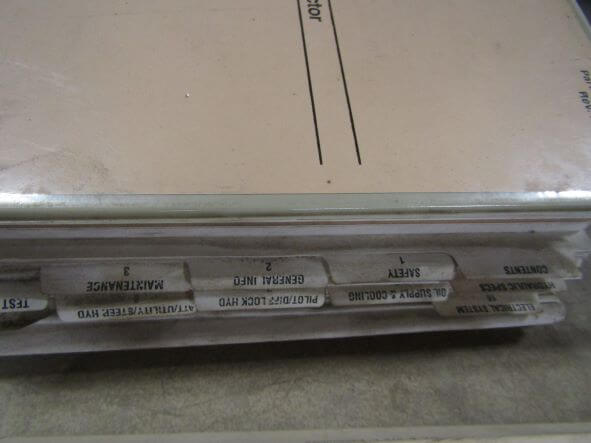 ctor
CONTENTS
SAFETY
1
GENERAL INFO
2
MAINTENANCE
3
TEST
HYDRAULIC SPECS
OIL SUPPLY & COOLING
PILOT/DIFF LOCK HYD
ATT/UTILITY/STEER HYD
ELECTRICAL SYSTEM